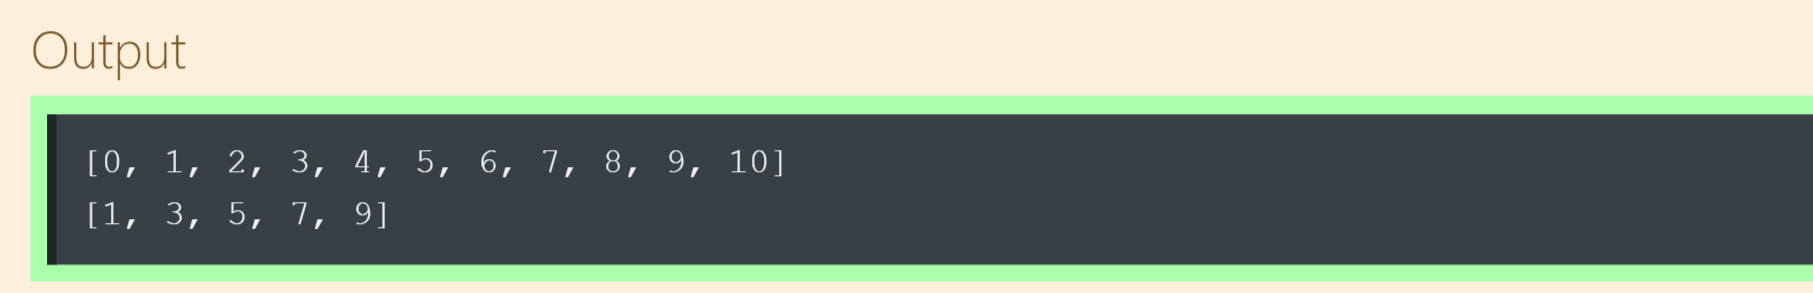 Output
[0, 1, 2, 3, 4, 5, 6, 7, 8, 9, 10]
[1, 3, 5, 7, 9]